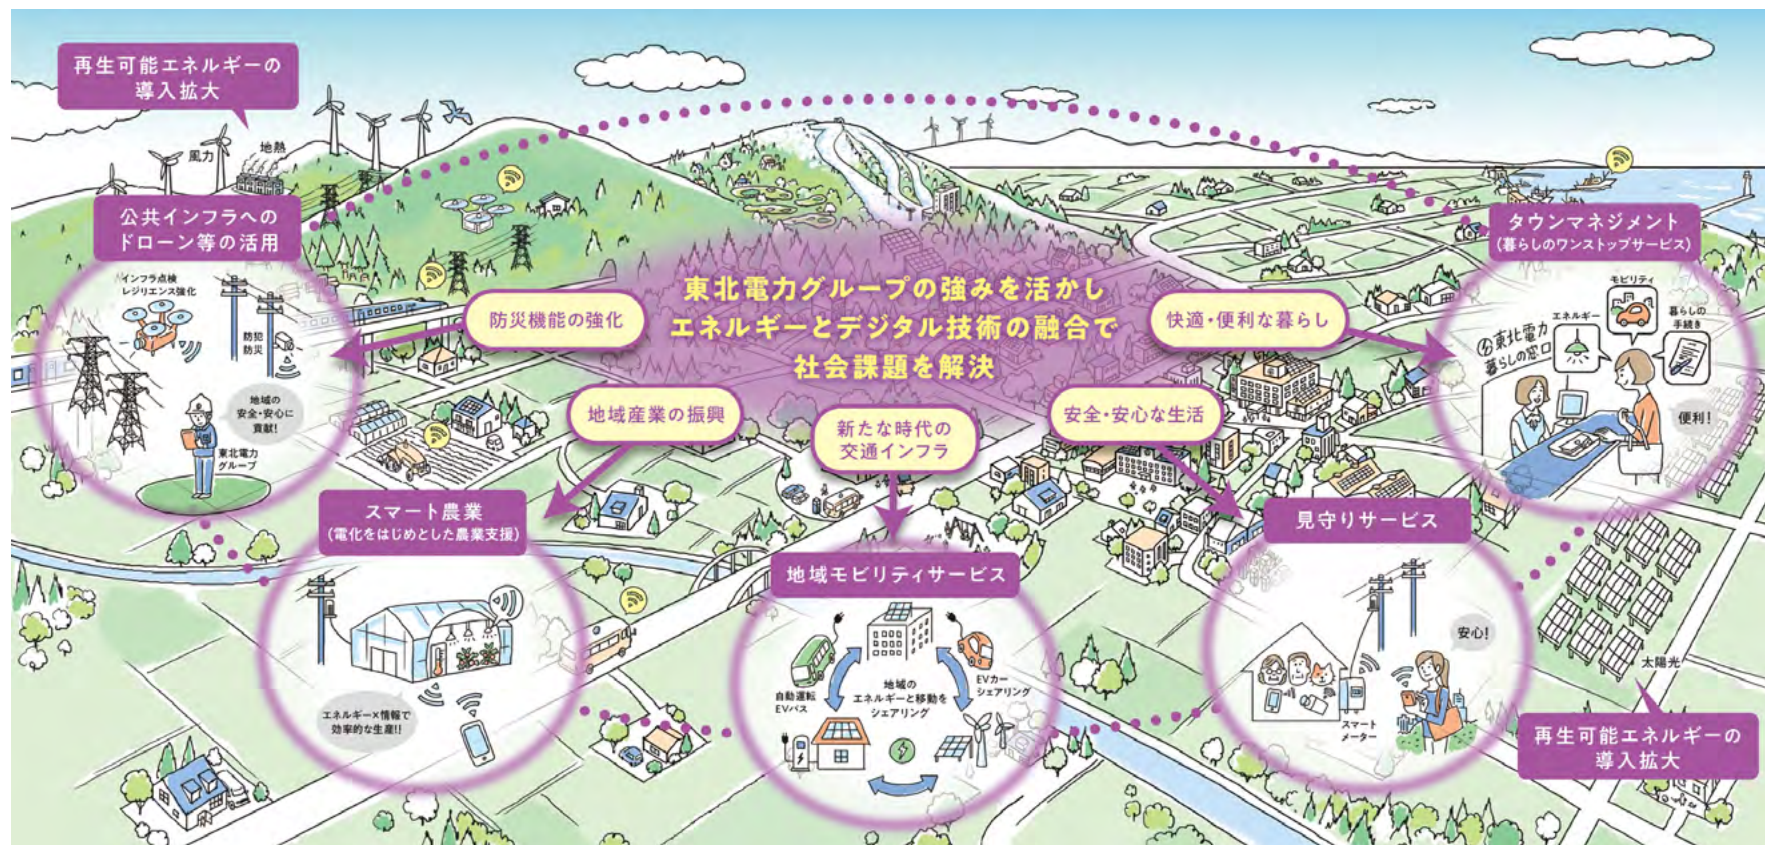 再生可能エネルギーの
導入拡大
風力
地熱
公共インフラへの
ドローン等の活用
インフラ点検
レジリエンス強化
防犯
防災
地域の
安全・安心に
貢献!
東北電力
グループ
東北電力グループの強みを活かし
エネルギーとデジタル技術の融合で
社会課題を解決
防災機能の強化
地域産業の振興
新たな時代の
交通インフラ
安全・安心な生活
快適・便利な暮らし
タウンマネジメント
(暮らしのワンストップサービス)
モビリティ
エネルギー
暮らしの
手続き
東北電力
暮らしの窓口
便利!
スマート農業
(電化をはじめとした農業支援)
エネルギー×情報で
効率的な生産!!
地域モビリティサービス
自動運転
EVバス
EVカー
シェアリング
地域の
エネルギーと移動を
シェアリング
見守りサービス
安心!
スマート
メーター
太陽光
再生可能エネルギーの
導入拡大